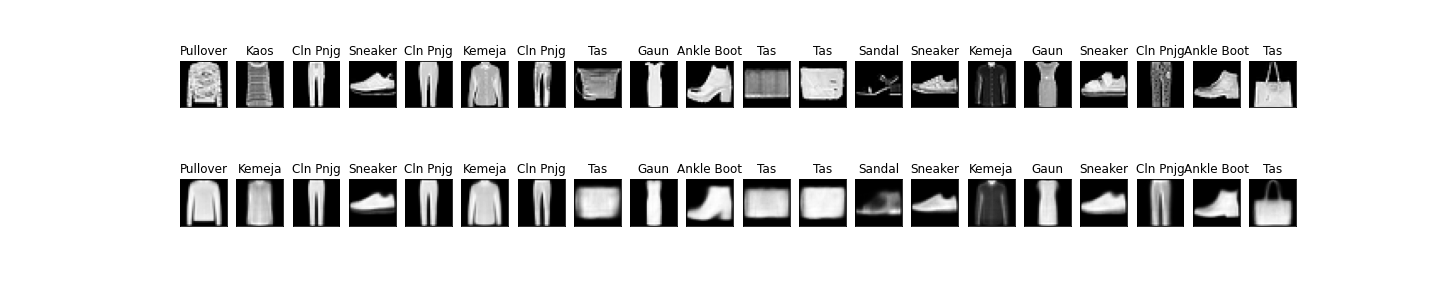 Pullover Kaos Cln Pnjg Sneaker Cln Pnjg Kemeja Cln Pnjg Tas Gaun Ankle Boot Tas Tas Sandal Sneaker Kemeja Gaun Sneaker Cln Pnjg Ankle Boot Tas
Pullover Kemeja Cln Pnjg Sneaker Cln Pnjg Kemeja Cln Pnjg Tas Gaun Ankle Boot Tas Tas Sandal Sneaker Kemeja Gaun Sneaker Cln Pnjg Ankle Boot Tas